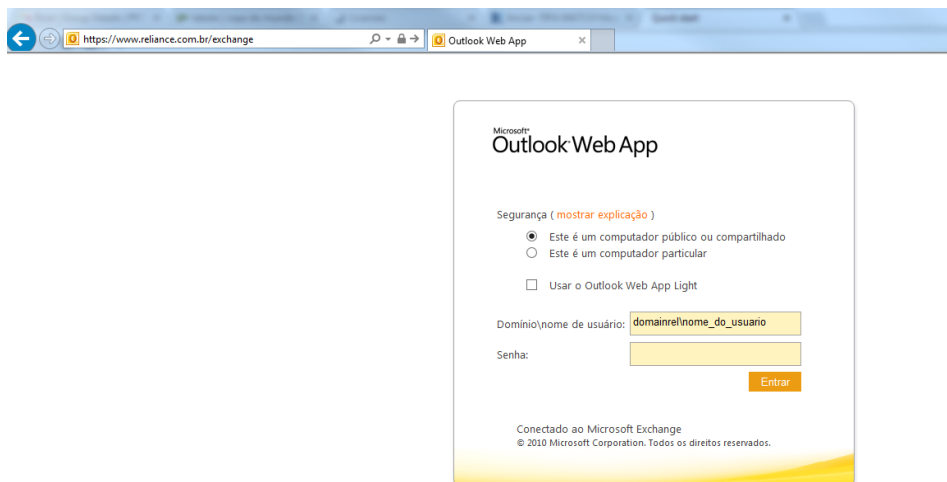 https://www.reliance.com.br/exchange
Outlook Web App
Microsoft®
Outlook Web App
Segurança ( mostrar explicação )
Este é um computador público ou compartilhado
Este é um computador particular
Usar o Outlook Web App Light
Domínio\nome de usuário: domainrel\nome_do_usuario
Senha:
Entrar
Conectado ao Microsoft Exchange
© 2010 Microsoft Corporation. Todos os direitos reservados.